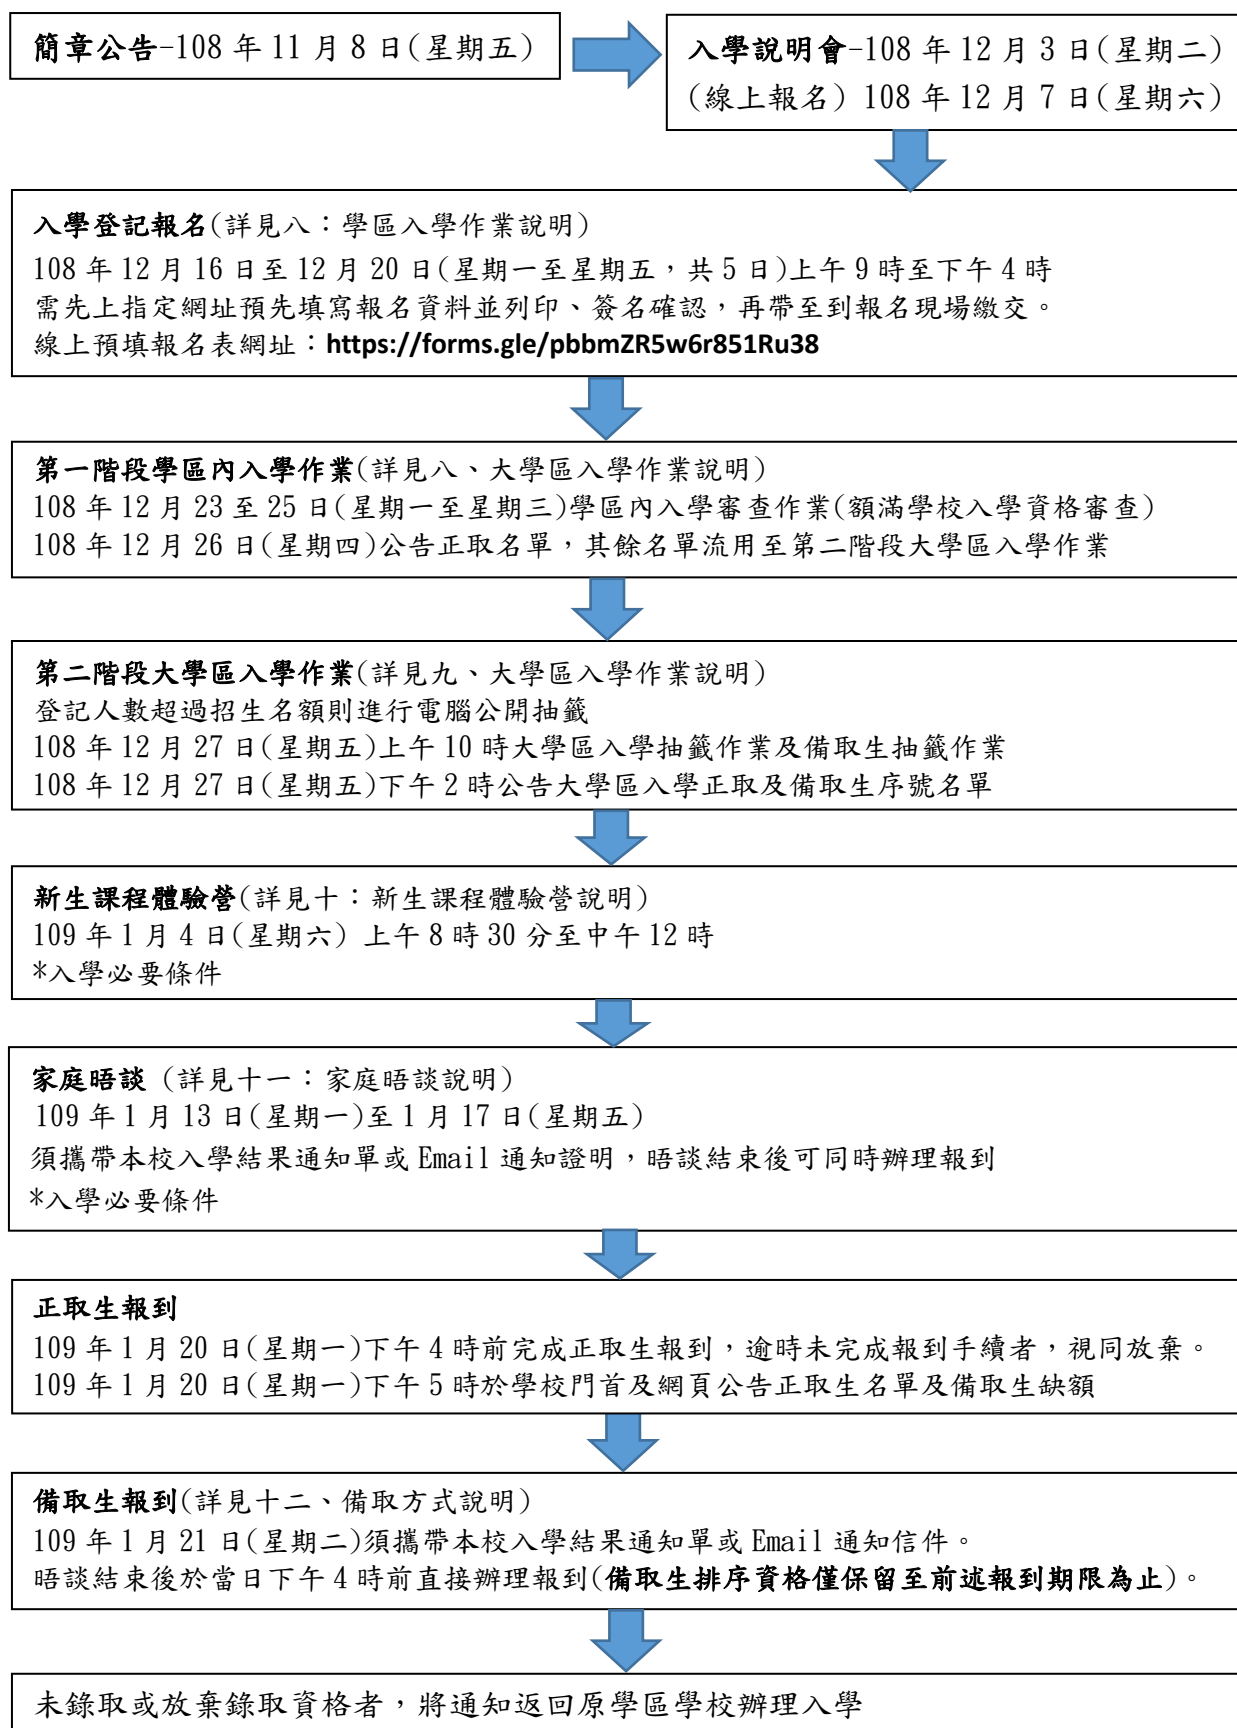 簡章公告-108 年 11 月 8 日(星期五)
入學說明會-108 年 12 月 3 日(星期二)
(線上報名) 108 年 12 月 7 日(星期六)
入學登記報名(詳見八：學區入學作業說明)
108 年 12 月 16 日至 12 月 20 日(星期一至星期五，共 5 日)上午 9 時至下午 4 時
需先上指定網址預先填寫報名資料並列印、簽名確認，再帶至到報名現場繳交。
線上預填報名表網址：https://forms.gle/pbbmZR5w6r851Ru38
第一階段學區內入學作業(詳見八、大學區入學作業說明)
108 年 12 月 23 至 25 日(星期一至星期三)學區內入學審查作業(額滿學校入學資格審查)
108 年 12 月 26 日(星期四)公告正取名單，其餘名單流用至第二階段大學區入學作業
第二階段大學區入學作業(詳見九、大學區入學作業說明)
登記人數超過招生名額則進行電腦公開抽籤
108 年 12 月 27 日(星期五)上午 10 時大學區入學抽籤作業及備取生抽籤作業
108 年 12 月 27 日(星期五)下午 2 時公告大學區入學正取及備取生序號名單
新生課程體驗營(詳見十：新生課程體驗營說明)
109 年 1 月 4 日(星期六) 上午 8 時 30 分至中午 12 時
*入學必要條件
家庭晤談 (詳見十一：家庭晤談說明)
109 年 1 月 13 日(星期一)至 1 月 17 日(星期五)
須攜帶本校入學結果通知單或 Email 通知證明，晤談結束後可同時辦理報到
*入學必要條件
正取生報到
109 年 1 月 20 日(星期一)下午 4 時前完成正取生報到，逾時未完成報到手續者，視同放棄。
109 年 1 月 20 日(星期一)下午 5 時於學校門首及網頁公告正取生名單及備取生缺額
備取生報到(詳見十二、備取方式說明)
109 年 1 月 21 日(星期二)須攜帶本校入學結果通知單或 Email 通知信件。
晤談結束後於當日下午 4 時前直接辦理報到(備取生排序資格僅保留至前述報到期限為止)。
未錄取或放棄錄取資格者，將通知返回原學區學校辦理入學